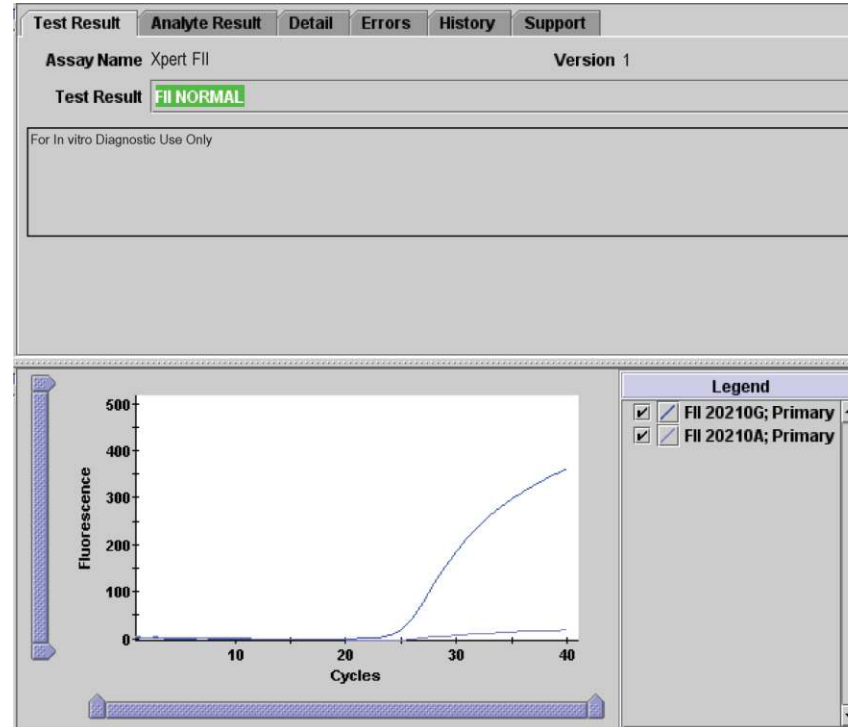 Test Result Analyte Result Detail Errors History Support
Assay Name Xpert FII Version 1
Test Result FII NORMAL
For In vitro Diagnostic Use Only
Legend
FII 20210G; Primary
FII 20210A; Primary
500
400
300
200
100
0
Fluorescence
10 20 30 40
Cycles